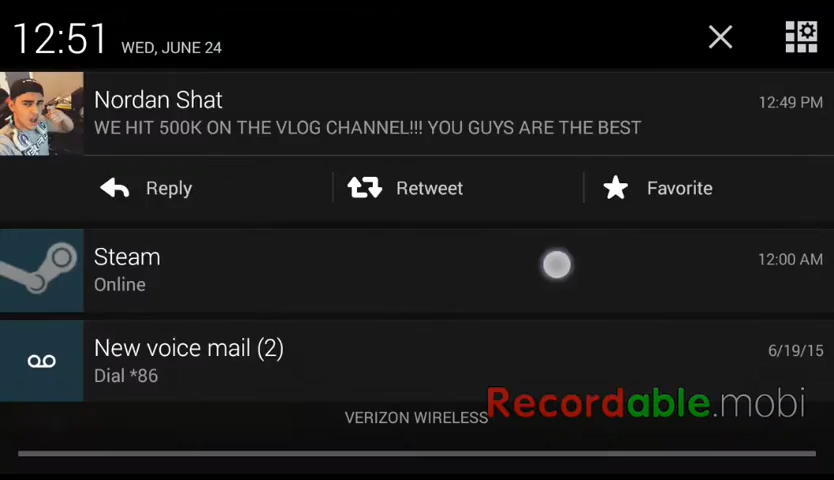 12:51 WED, JUNE 24
Nordan Shat
12:49 PM
WE HIT 500K ON THE VLOG CHANNEL!!! YOU GUYS ARE THE BEST
Reply Retweet Favorite
Steam
12:00 AM
Online
New voice mail (2)
6/19/15
Dial *86
VERIZON WIRELESS
Recordable.mobi